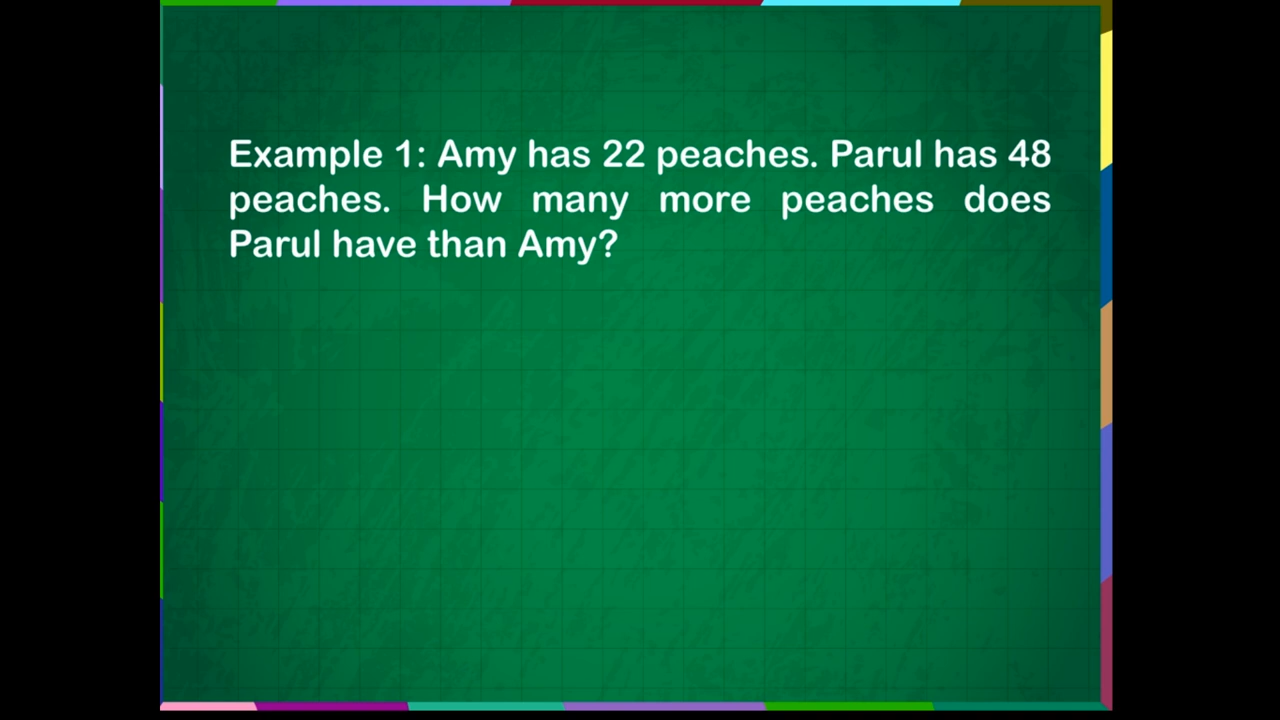 Example 1: Amy has 22 peaches. Parul has 48
peaches. How many more peaches does
Parul have than Amy?